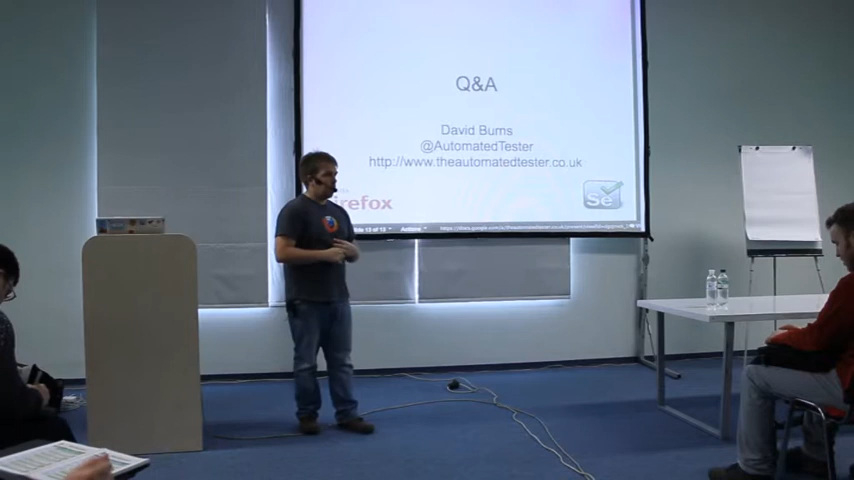 Q&A
David Burns
@AutomatedTester
http://www.theautomatedtester.co.uk
irefox
Se
Actions